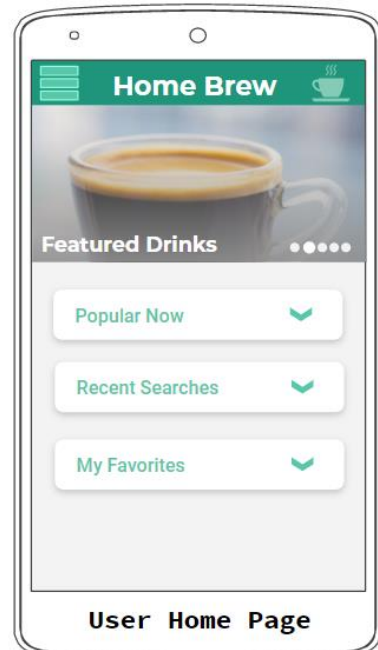 Home Brew
Featured Drinks
Popular Now
Recent Searches
My Favorites
User Home Page